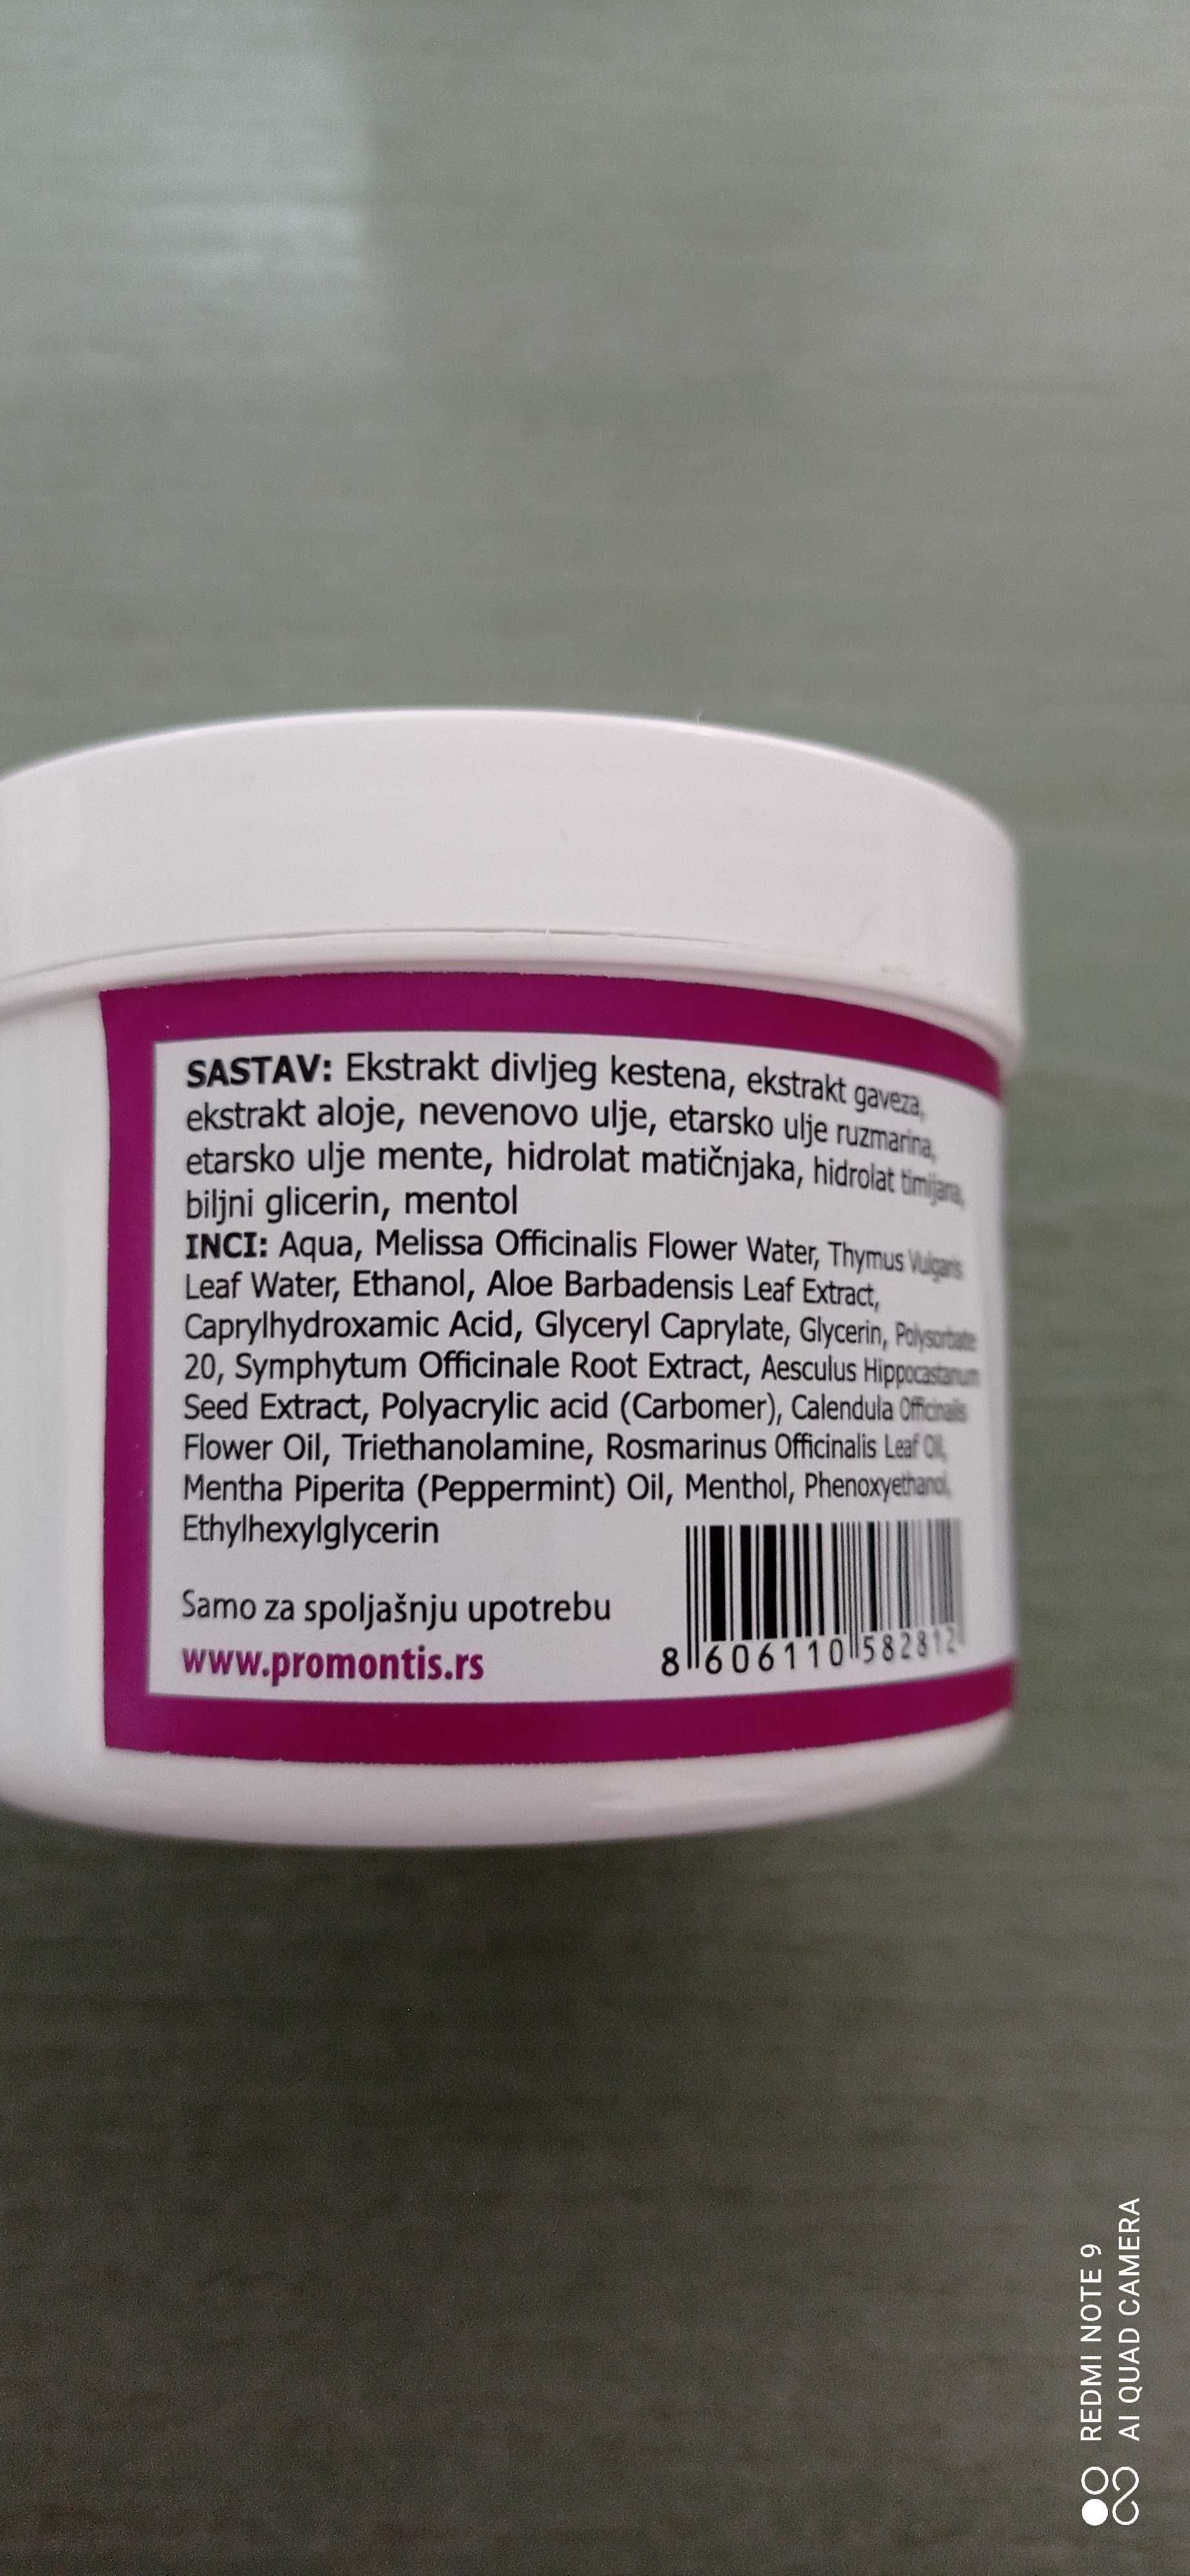 SASTAV: Ekstrakt divljeg kestena, ekstrakt gaveza,
ekstrakt aloje, nevenovo ulje, etarsko ulje ruzmarina,
etarsko ulje mente, hidrolat matičnjaka, hidrolat timijana,
biljni glicerin, mentol
INCI: Aqua, Melissa Officinalis Flower Water, Thymus Vulgaris
Leaf Water, Ethanol, Aloe Barbadensis Leaf Extract,
Caprylhydroxamic Acid, Glyceryl Caprylate, Glycerin, Polysorbate
20, Symphytum Officinale Root Extract, Aesculus Hippocastanum
Seed Extract, Polyacrylic acid (Carbomer), Calendula Officinalis
Flower Oil, Triethanolamine, Rosmarinus Officinalis Leaf Oil,
Mentha Piperita (Peppermint) Oil, Menthol, Phenoxyethanol,
Ethylhexylglycerin
Samo za spoljašnju upotrebu
www.promontis.rs
8 606110 582812
REDMI NOTE 9
AI QUAD CAMERA